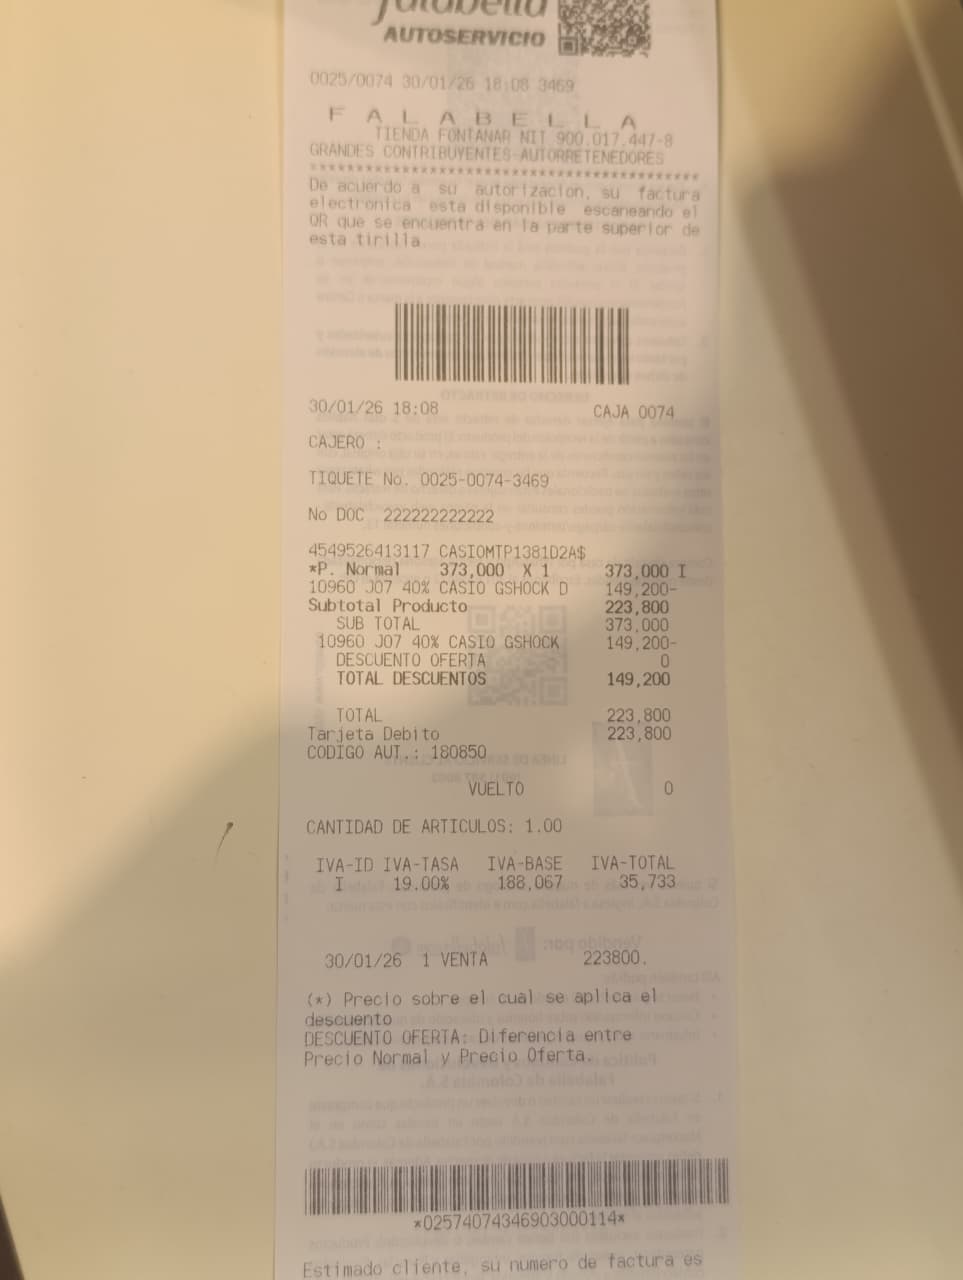 falabella
AUTOSERVICIO
0025/0074 30/01/26 18:08 3469
F A L A B E L L A
TIENDA FONTANAR NIT 900.017.447-8
GRANDES CONTRIBUYENTES-AUTORRETENEDORES
******************************************
De acuerdo a su autorizacion, su factura
electronica esta disponible escaneando el
QR que se encuentra en la parte superior de
esta tirilla
30/01/26 18:08 CAJA 0074
CAJERO :
TIQUETE No. 0025-0074-3469
No DOC 222222222222
4549526413117 CASIOMTP1381D2A$
*P. Normal 373,000 X 1 373,000 I
10960 J07 40% CASIO GSHOCK D 149,200-
Subtotal Producto 223,800
SUB TOTAL 373,000
10960 J07 40% CASIO GSHOCK 149,200-
DESCUENTO OFERTA 0
TOTAL DESCUENTOS 149,200
TOTAL 223,800
Tarjeta Debito 223,800
CODIGO AUT.: 180850
VUELTO 0
CANTIDAD DE ARTICULOS: 1.00
IVA-ID IVA-TASA IVA-BASE IVA-TOTAL
I 19.00% 188,067 35,733
30/01/26 1 VENTA 223800.
(*) Precio sobre el cual se aplica el
descuento
DESCUENTO OFERTA: Diferencia entre
Precio Normal y Precio Oferta.
*02574074346903000114*
Estimado cliente, su numero de factura es